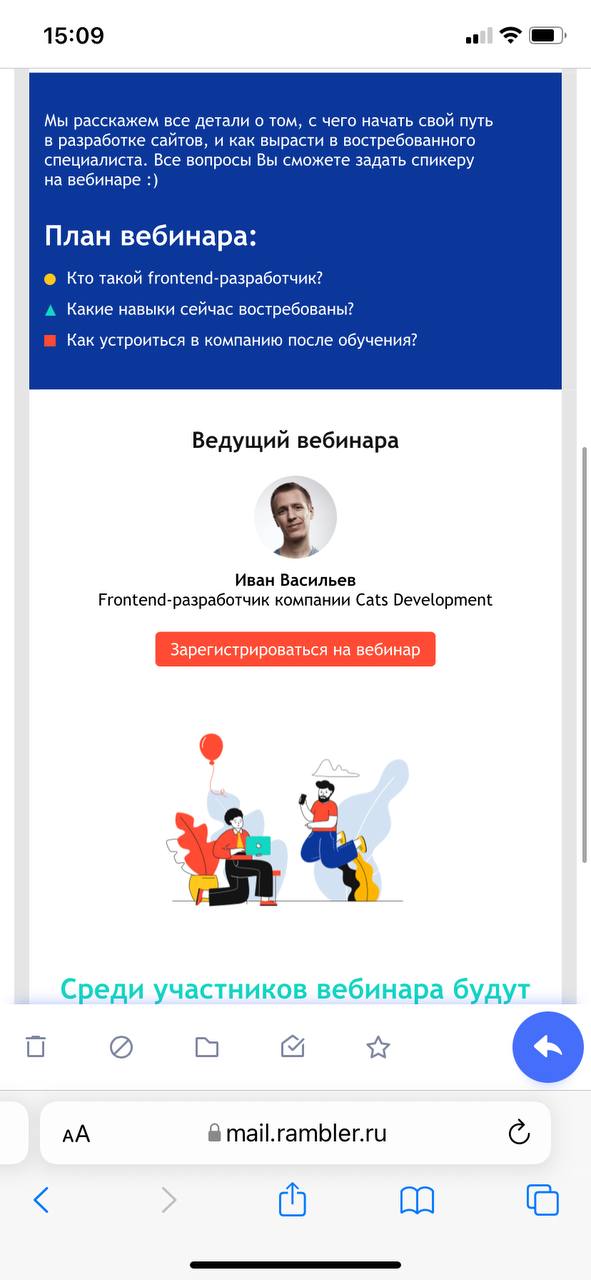 15:09
Мы расскажем все детали о том, с чего начать свой путь
в разработке сайтов, и как вырасти в востребованного
специалиста. Все вопросы Вы сможете задать спикеру
на вебинаре :)
План вебинара:
Кто такой frontend-разработчик?
Какие навыки сейчас востребованы?
Как устроиться в компанию после обучения?
Ведущий вебинара
Иван Васильев
Frontend-разработчик компании Cats Development
Зарегистрироваться на вебинар
Среди участников вебинара будут
AA
mail.rambler.ru